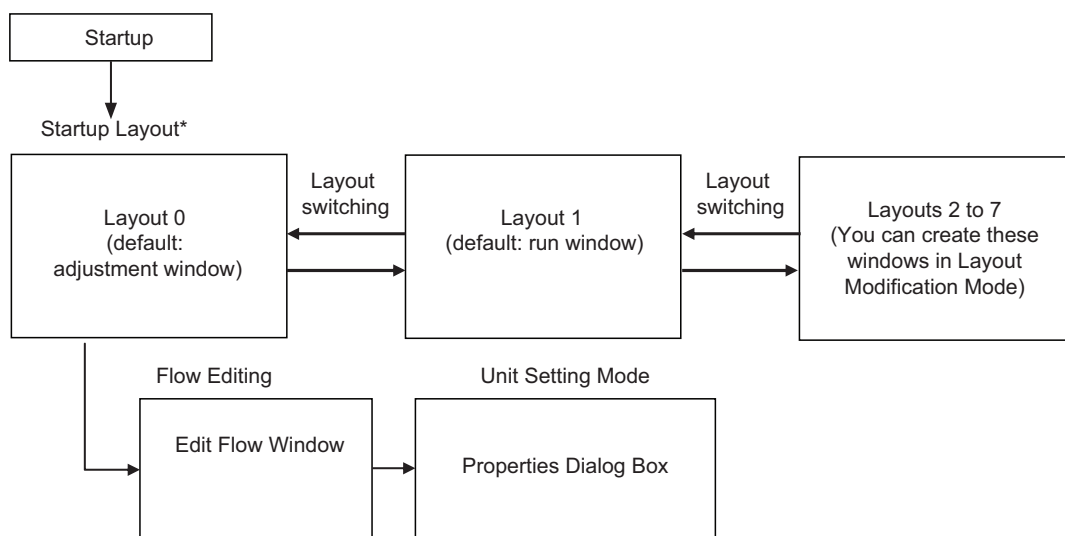 Startup
Startup Layout*
Layout 0
(default:
adjustment window)
Layout
switching
Layout 1
(default: run window)
Layout
switching
Layouts 2 to 7
(You can create these
windows in Layout
Modification Mode)
Flow Editing
Edit Flow Window
Unit Setting Mode
Properties Dialog Box